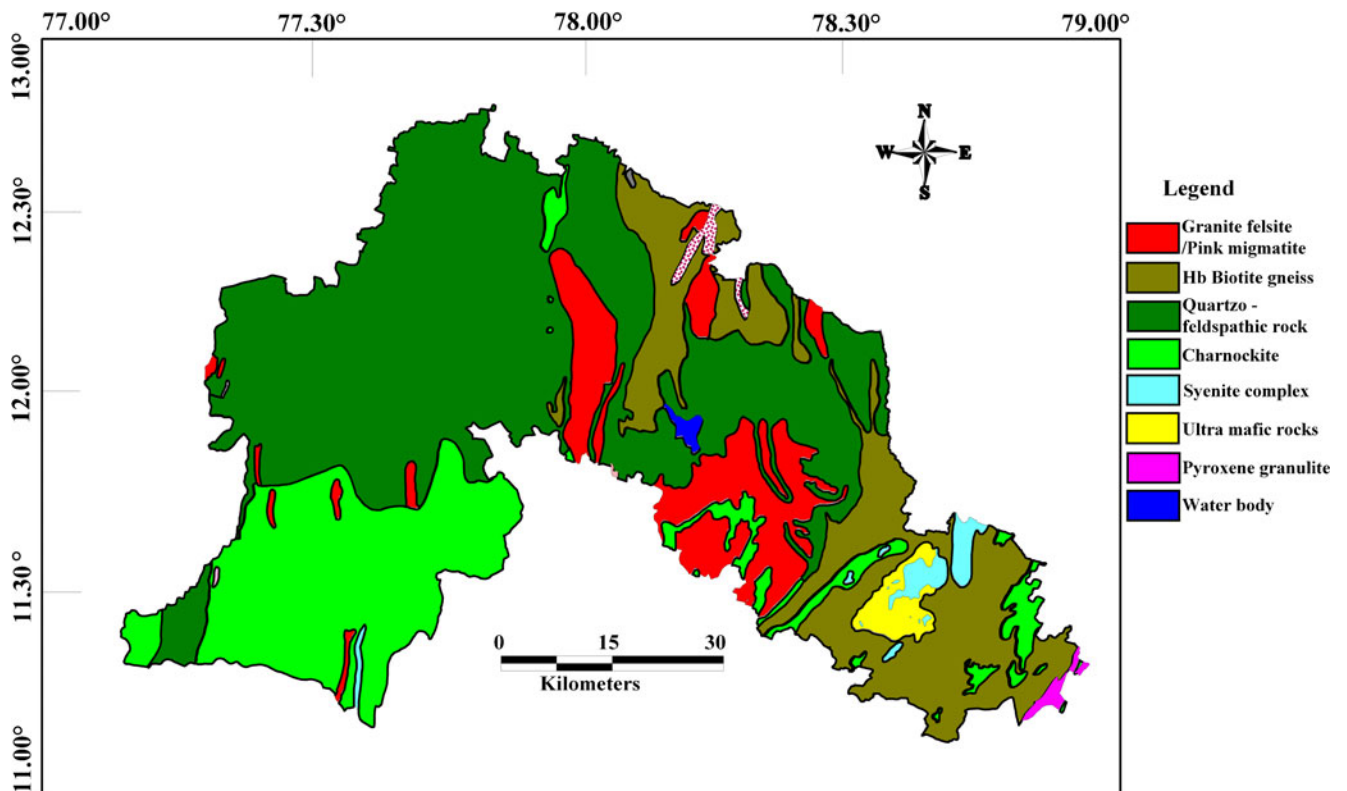 77.00°
77.30°
78.00°
78.30°
79.00°
13.00°
12.30°
12.00°
11.30°
11.00°
N
W
E
S
0
15
30
Kilometers
Legend
Granite felsite
/Pink migmatite
Hb Biotite gneiss
Quartzo -
feldspathic rock
Charnockite
Syenite complex
Ultra mafic rocks
Pyroxene granulite
Water body